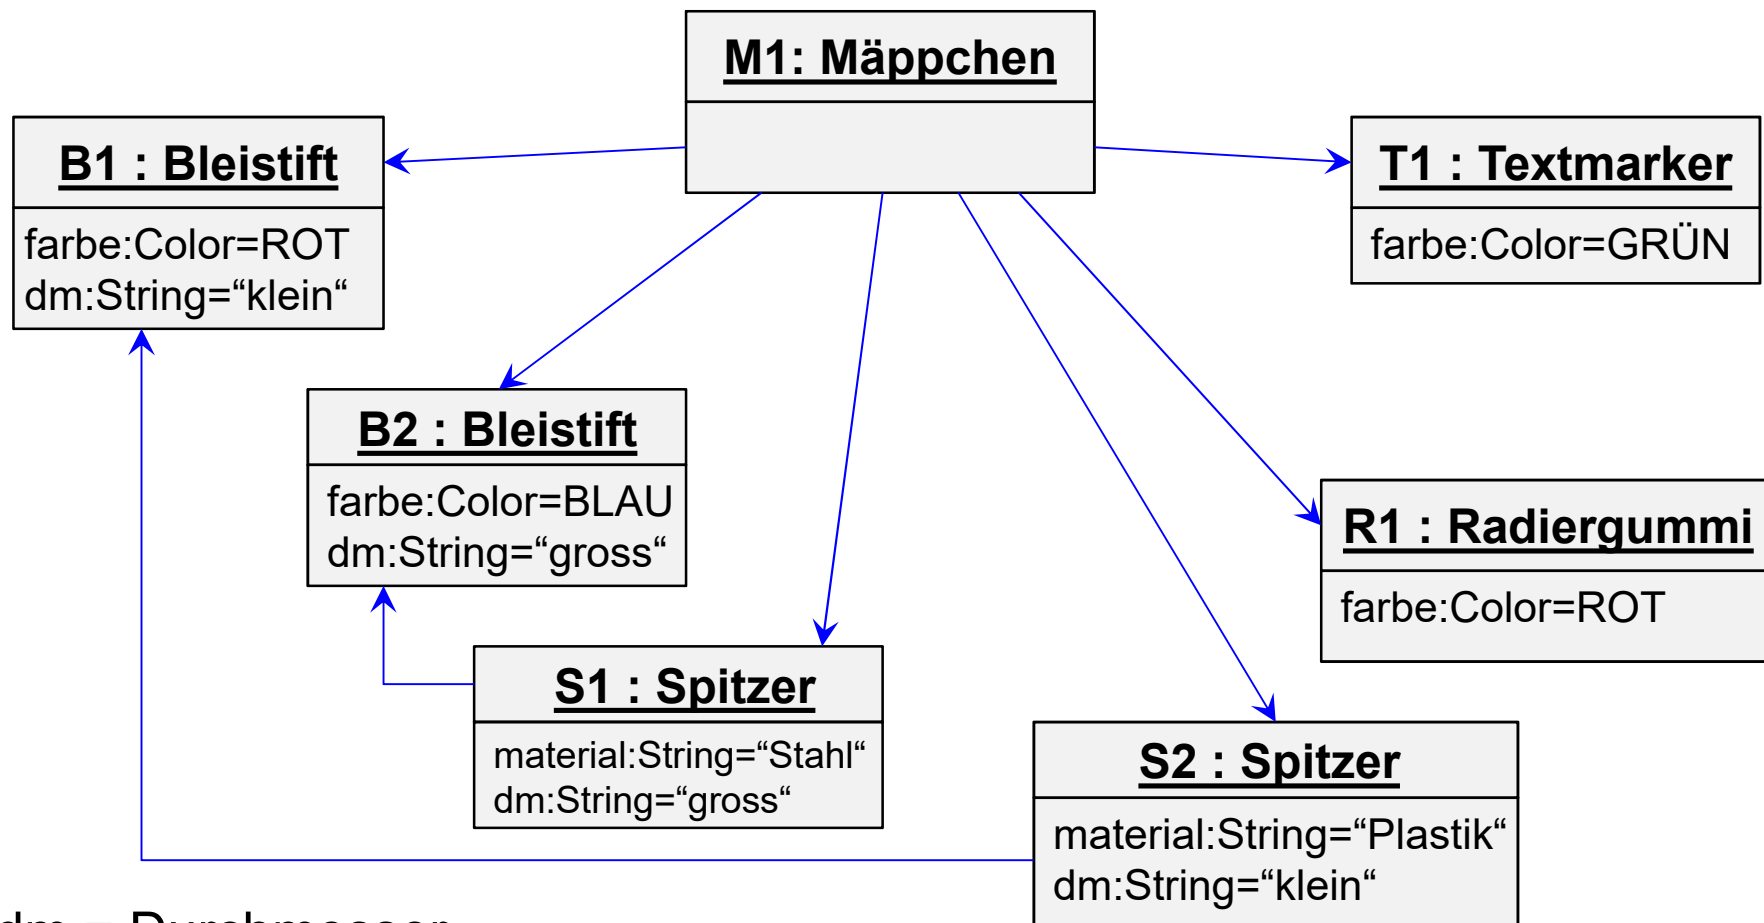 M1: Mäppchen
B1 : Bleistift
farbe:Color=ROT
dm:String=“klein“
T1 : Textmarker
farbe:Color=GRÜN
B2 : Bleistift
farbe:Color=BLAU
dm:String=“gross“
R1 : Radiergummi
farbe:Color=ROT
S1 : Spitzer
material:String=“Stahl“
dm:String=“gross“
S2 : Spitzer
material:String=“Plastik“
dm:String=“klein“
dm = Durchmesser